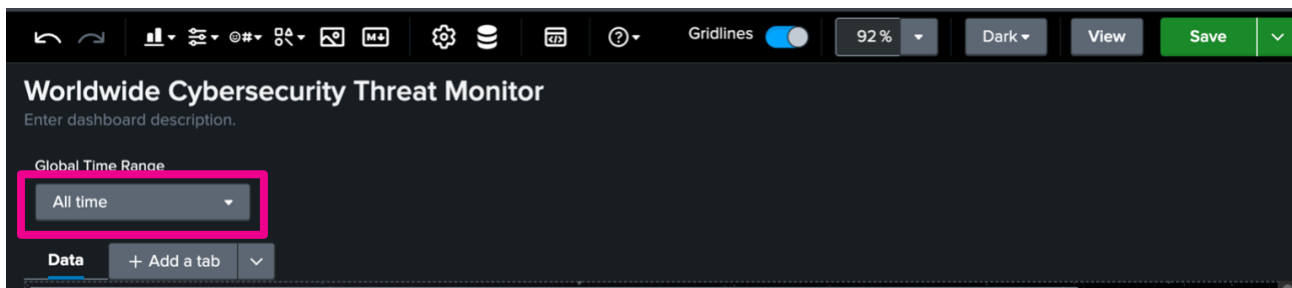 Gridlines 92% Dark View Save
Worldwide Cybersecurity Threat Monitor
Enter dashboard description.
Global Time Range
All time
Data + Add a tab